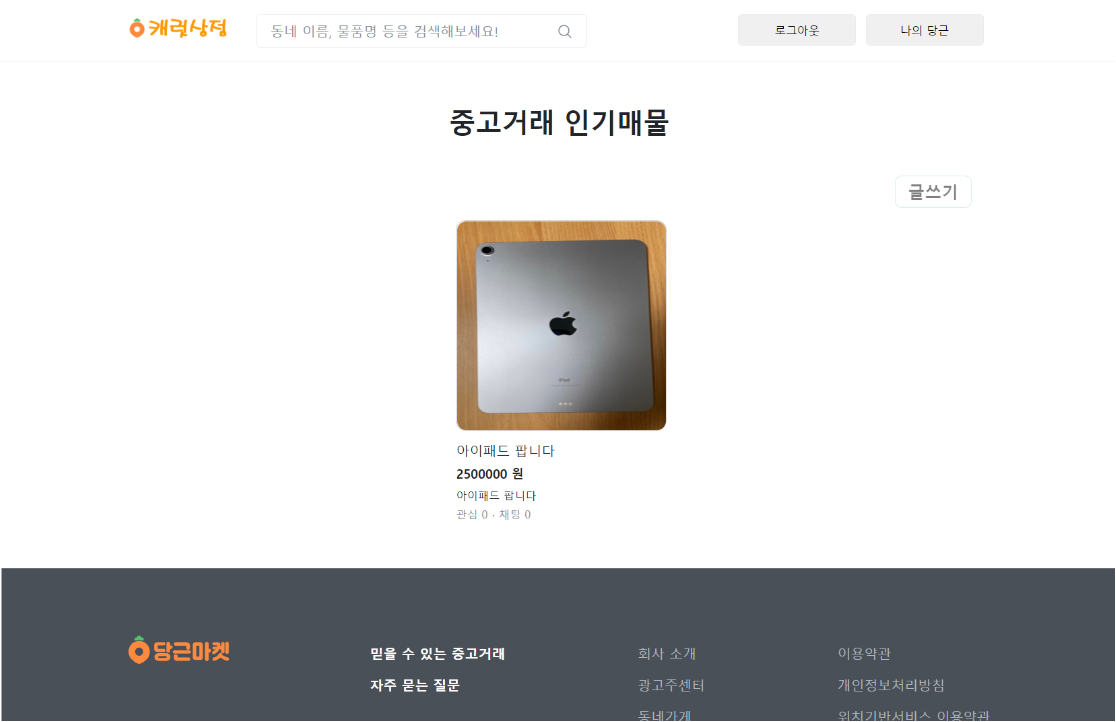 캐럿상점
동네 이름, 물품명 등을 검색해보세요!
로그아웃
나의 당근
중고거래 인기매물
글쓰기
iPad
아이패드 팝니다
2500000 원
아이패드 팝니다
관심 0 · 채팅 0
당근마켓
믿을 수 있는 중고거래
자주 묻는 질문
회사 소개
광고주센터
동네가게
이용약관
개인정보처리방침
위치기반서비스 이용약관